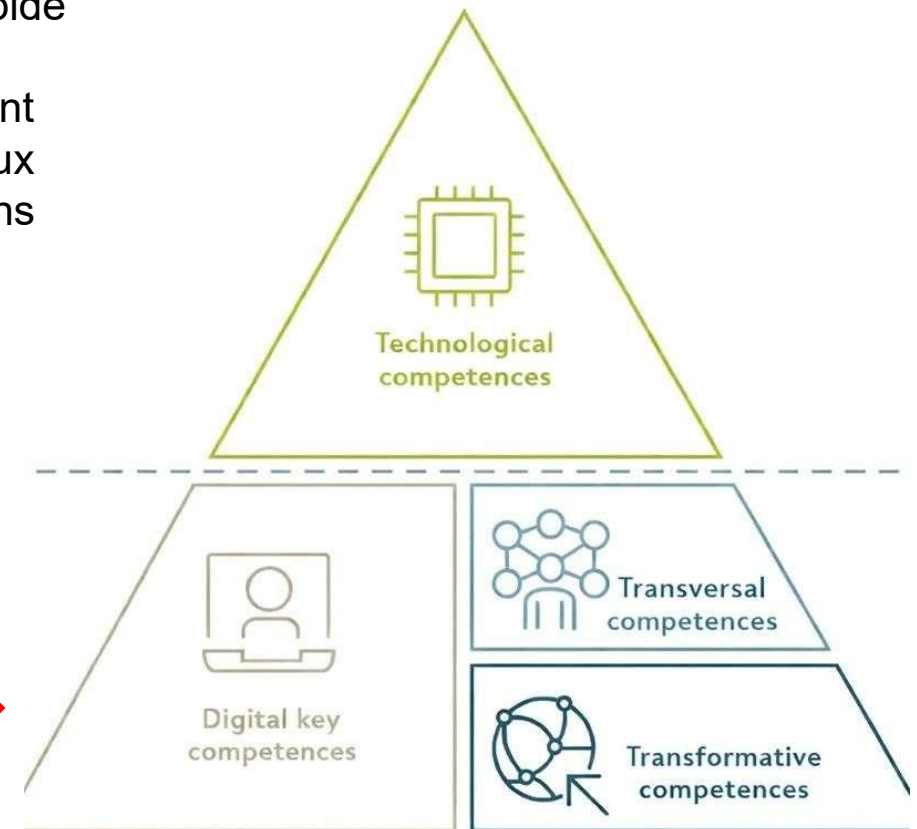 Technological
competences
Transversal
competences
Digital key
competences
Transformative
competences